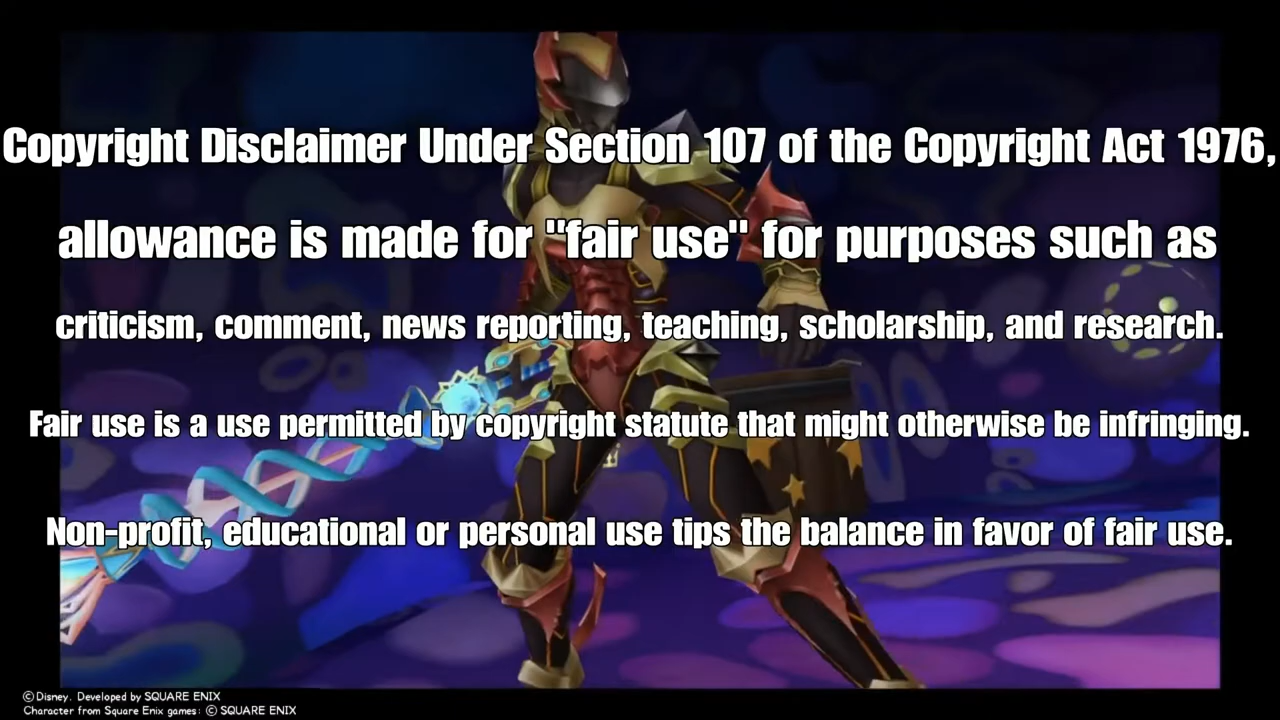 Copyright Disclaimer Under Section 107 of the Copyright Act 1976,
allowance is made for "fair use" for purposes such as
criticism, comment, news reporting, teaching, scholarship, and research.
Fair use is a use permitted by copyright statute that might otherwise be infringing.
Non-profit, educational or personal use tips the balance in favor of fair use.
© Disney. Developed by SQUARE ENIX
Character from Square Enix games: © SQUARE ENIX